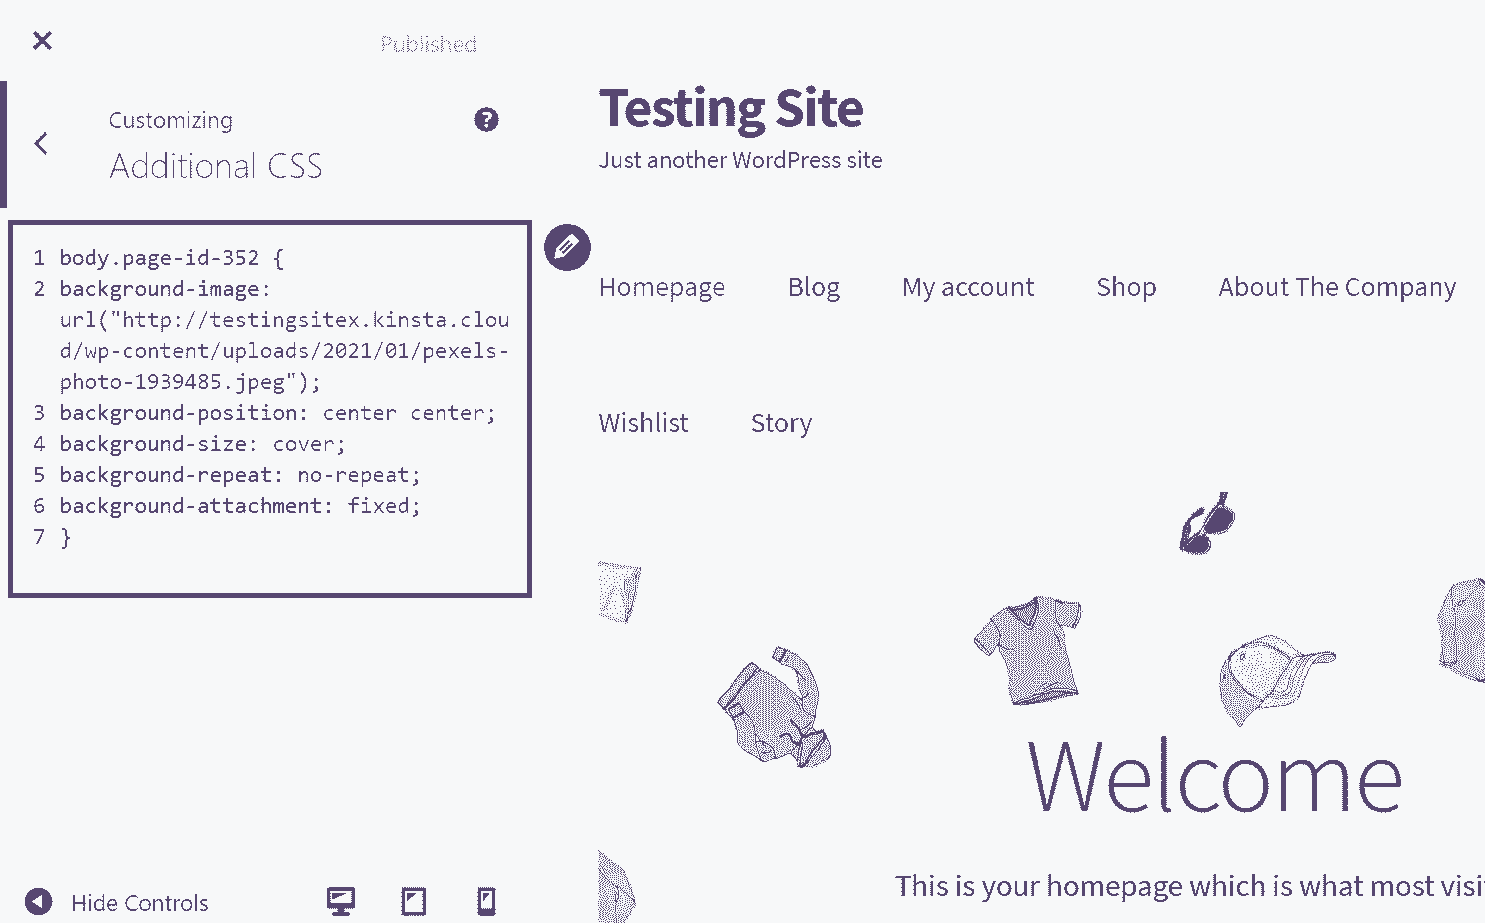 Published
Customizing
Additional CSS
1 body.page-id-352 {
2 background-image:
url("http://testingsitex.kinsta.clou
d/wp-content/uploads/2021/01/pexels-
photo-1939485.jpeg");
3 background-position: center center;
4 background-size: cover;
5 background-repeat: no-repeat;
6 background-attachment: fixed;
7 }
Hide Controls
Testing Site
Just another WordPress site
Homepage Blog My account Shop About The Company
Wishlist Story
Welcome
This is your homepage which is what most visi